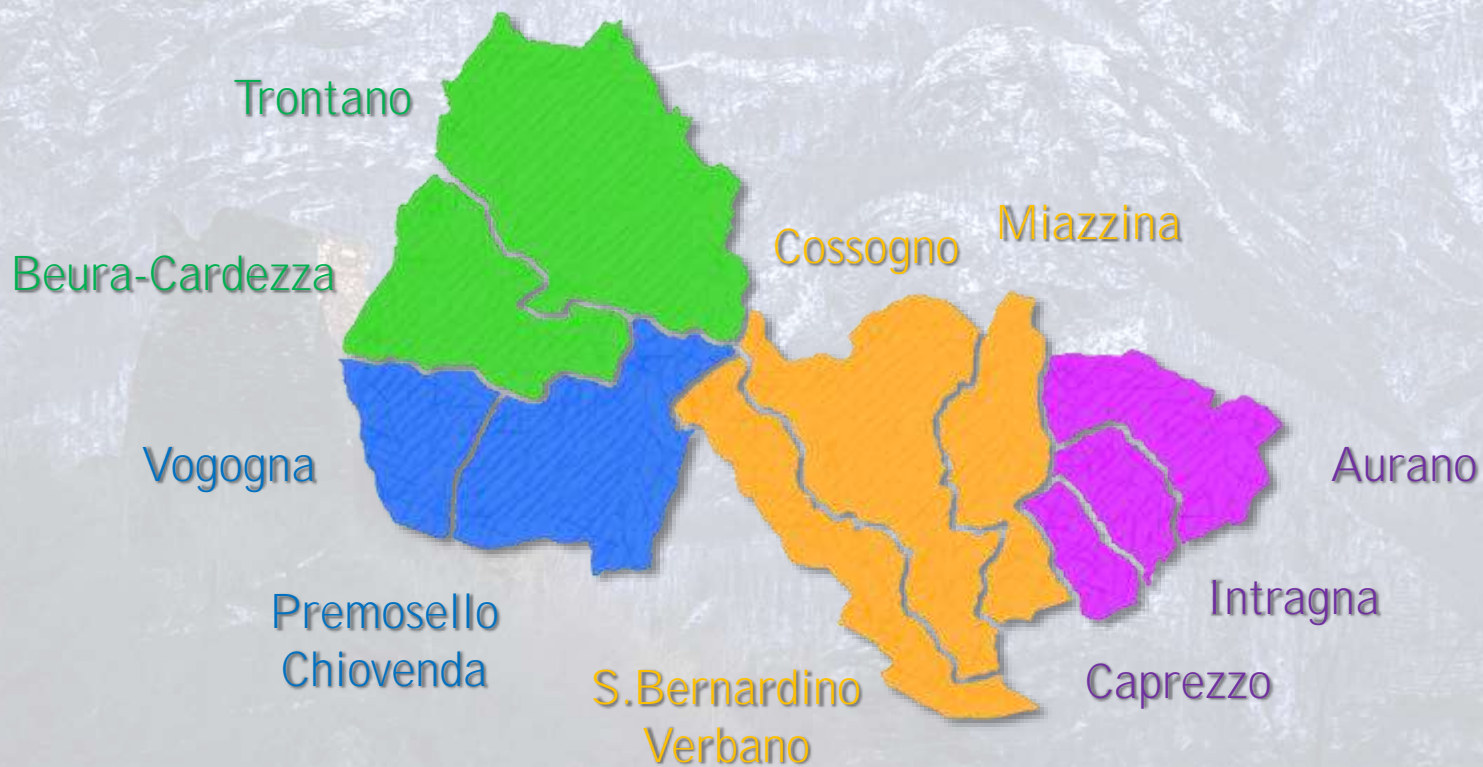 Trontano
Miazzina
Cossogno
Beura-Cardezza
Vogogna
Aurano
Intragna
Premosello
Chiovenda
Caprezzo
S.Bernardino
Verbano